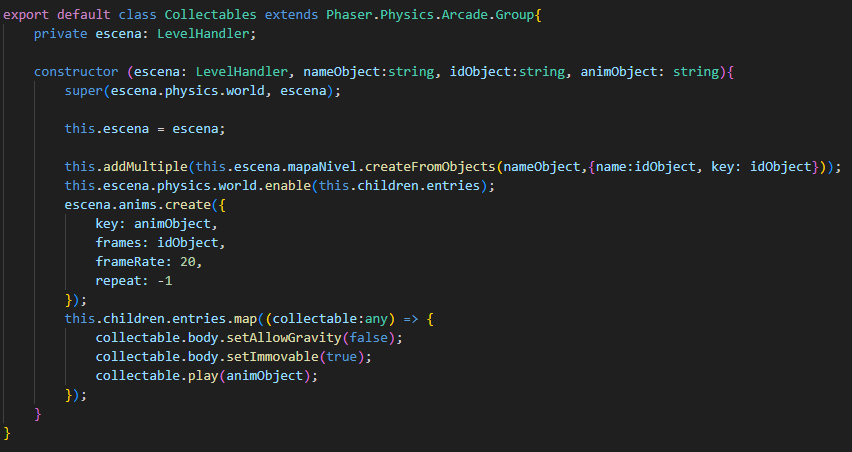 export default class Collectables extends Phaser.Physics.Arcade.Group{
    private escena: LevelHandler;

    constructor (escena: LevelHandler, nameObject:string, idObject:string, animObject: string){
        super(escena.physics.world, escena);

        this.escena = escena;

        this.addMultiple(this.escena.mapaNivel.createFromObjects(nameObject,{name:idObject, key: idObject}));
        this.escena.physics.world.enable(this.children.entries);
        escena.anims.create({
            key: animObject,
            frames: idObject,
            frameRate: 20,
            repeat: -1
        });
        this.children.entries.map((collectable:any) => {
            collectable.body.setAllowGravity(false);
            collectable.body.setImmovable(true);
            collectable.play(animObject);
        });
    }
}